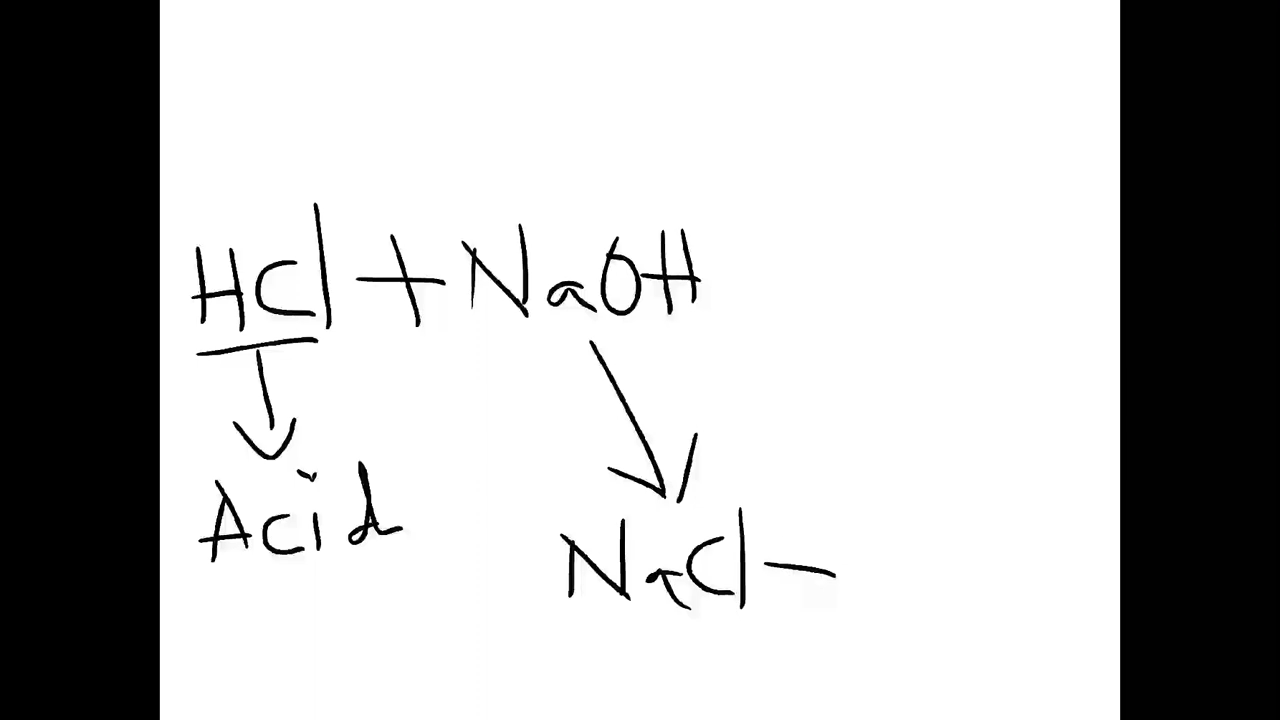 HCl + NaOH
Acid
NaCl –